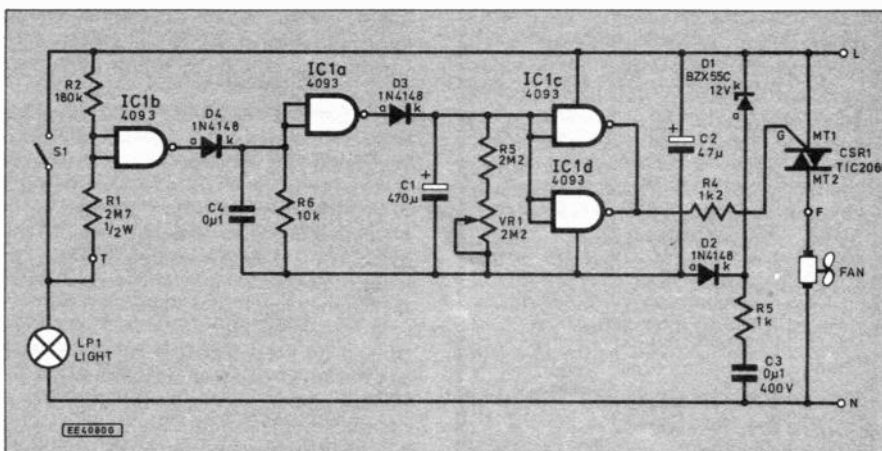 R2
180k
S1
R1
2M7
½W
T
LP1
LIGHT
IC1b
4093
D4
1N4148
a
k
C4
0µ1
R6
10k
IC1a
4093
D3
1N4148
a
k
+
C1
470µ
R5
2M2
VR1
2M2
IC1c
4093
IC1d
4093
+
C2
47µ
D1
BZX55C
12V
k
a
R4
1k2
D2
1N4148
a
k
R5
1k
C3
0µ1
400V
L
G
MT1
CSR1
TIC206
MT2
F
FAN
N
EE4080G